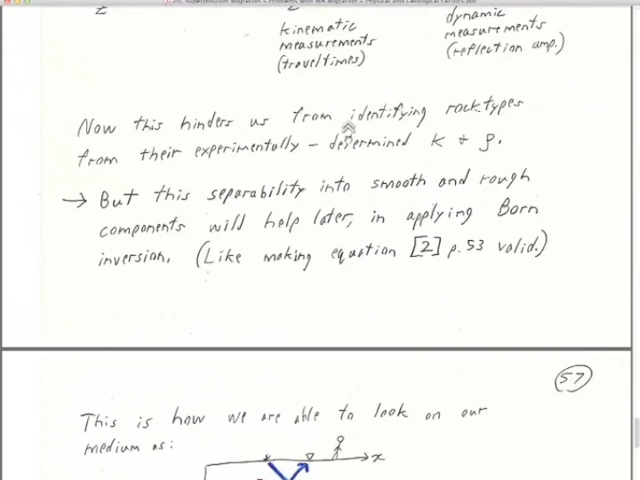 kinematic
measurements
(traveltimes)
dynamic
measurements
(reflection amp.)
Now this hinders us from identifying rock types
from their experimentally - determined K + ρ.
→ But this separability into smooth and rough
components will help later, in applying Born
inversion. (Like making equation [2] p. 53 valid.)
57
This is how we are able to look on our
medium as:
x